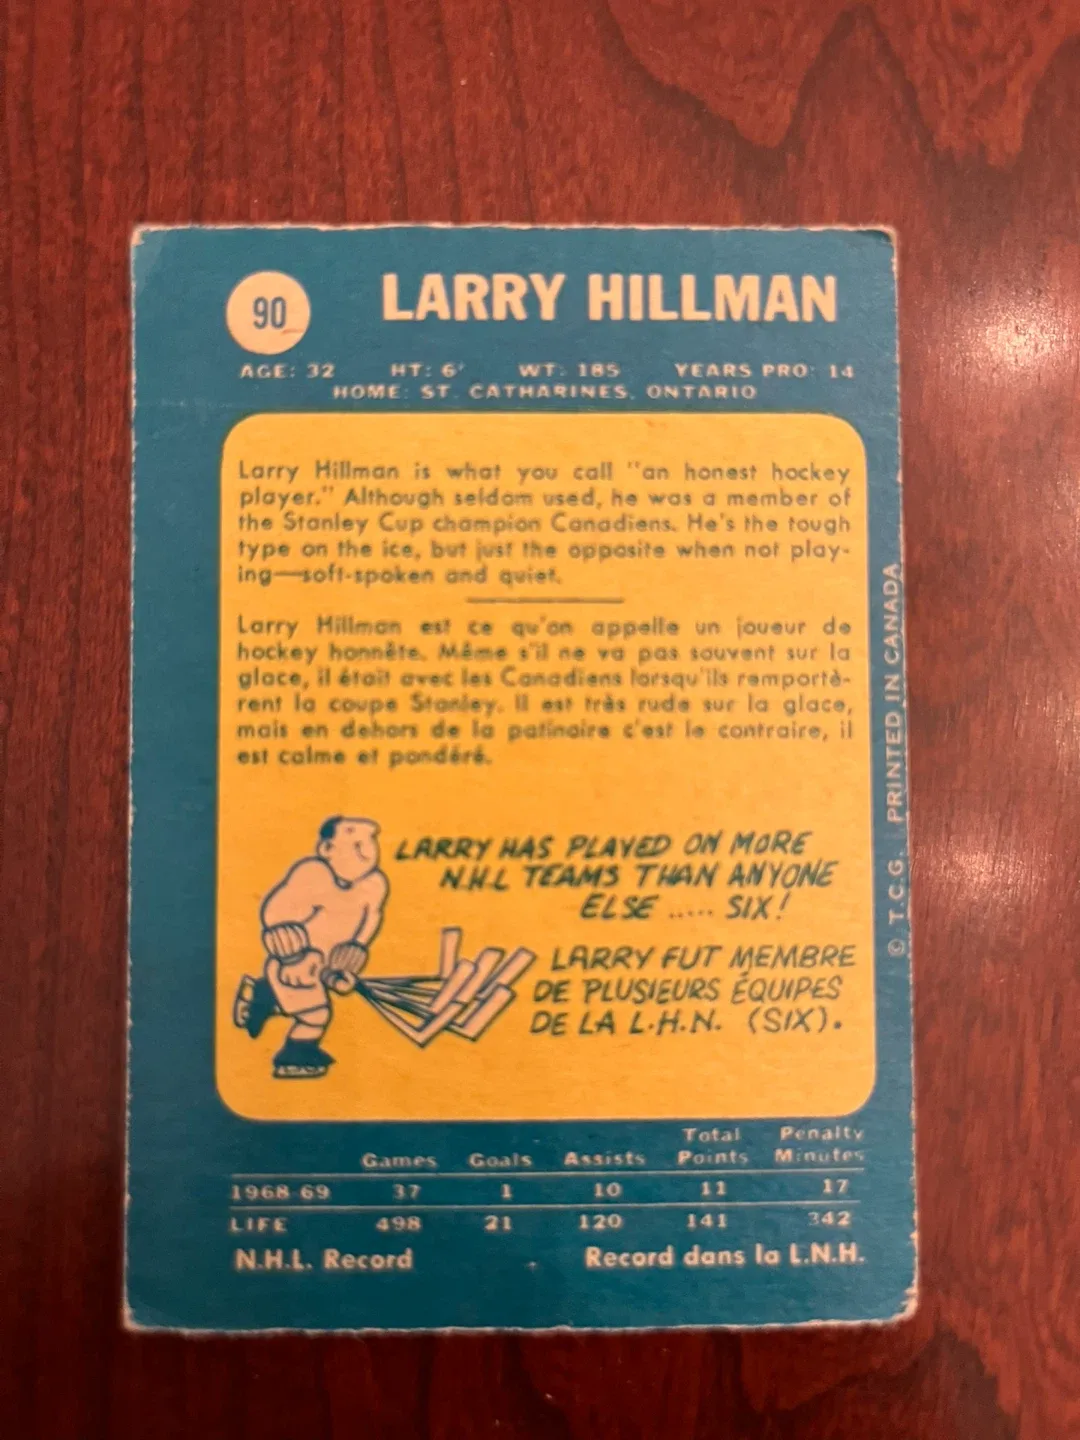 90
LARRY HILLMAN
AGE: 32 HT: 6' WT: 185 YEARS PRO: 14
HOME: ST. CATHARINES, ONTARIO
Larry Hillman is what you call "an honest hockey
player." Although seldom used, he was a member of
the Stanley Cup champion Canadiens. He's the tough
type on the ice, but just the opposite when not play-
ing—soft-spoken and quiet.
Larry Hillman est ce qu'on appelle un joueur de
hockey honnête. Même s'il ne va pas souvent sur la
glace, il était avec les Canadiens lorsqu'ils remportè-
rent la coupe Stanley. Il est très rude sur la glace,
mais en dehors de la patinoire c'est le contraire, il
est calme et pondéré.
LARRY HAS PLAYED ON MORE
N.H.L TEAMS THAN ANYONE
ELSE ..... SIX!
LARRY FUT MEMBRE
DE PLUSIEURS ÉQUIPES
DE LA L.H.N. (SIX).
© T.C.G. PRINTED IN CANADA
Total Penalty
Games Goals Assists Points Minutes
1968-69 37 1 10 11 17
LIFE 498 21 120 141 342
N.H.L. Record Record dans la L.N.H.